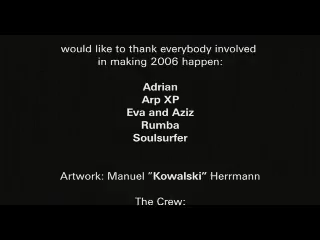 would like to thank everybody involved
in making 2006 happen:
Adrian
Arp XP
Eva and Aziz
Rumba
Soulsurfer
Artwork: Manuel "Kowalski" Herrmann
The Crew: